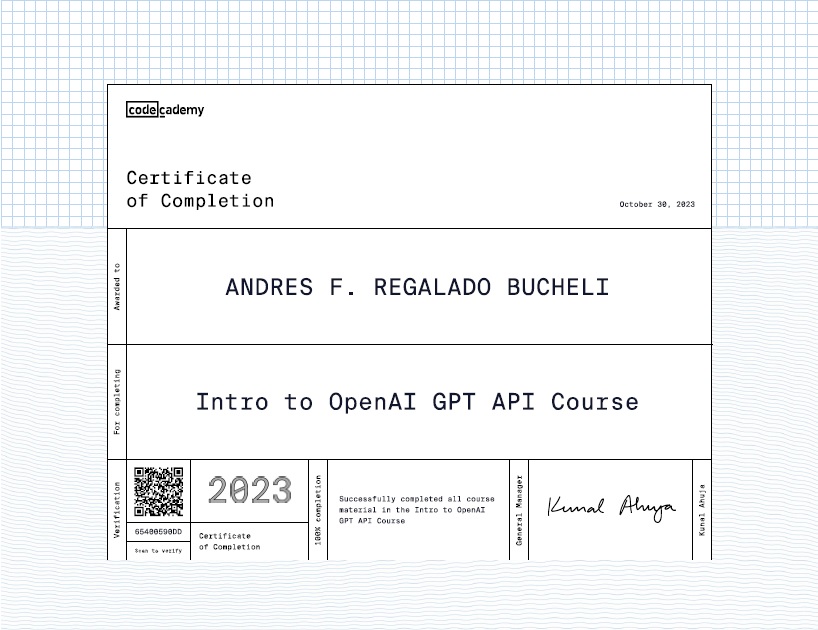 codecademy
Certificate
of Completion
October 30, 2023
Awarded to
ANDRES F. REGALADO BUCHELI
For completing
Intro to OpenAI GPT API Course
Verification
65400590DD
Scan to verify
2023
Certificate
of Completion
100% completion
Successfully completed all course
material in the Intro to OpenAI
GPT API Course
General Manager
Kunal Ahuja
Kunal Ahuja